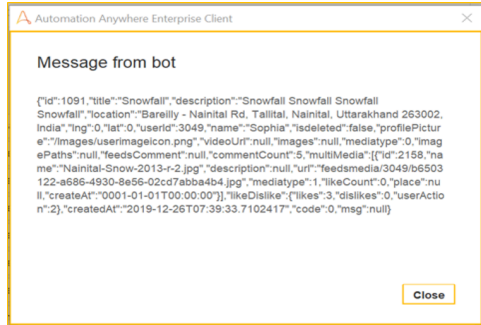 Automation Anywhere Enterprise Client
Message from bot
{"id":1091,"title":"Snowfall","description":"Snowfall Snowfall Snowfall
Snowfall","location":"Bareilly - Nainital Rd, Tallital, Nainital, Uttarakhand 263002,
India","lng":0,"lat":0,"userId":3049,"name":"Sophia","isdeleted":false,"profilePictur
e":"/Images/userimageicon.png","videoUrl":null,"images":null,"mediatype":0,"imag
ePaths":null,"feedsComment":null,"commentCount":5,"multiMedia":[{"id":2158,"na
me":"Nainital-Snow-2013-r-2.jpg","description":null,"url":"feedsmedia/3049/b6503
122-a686-4930-8e56-02cd7abba4b4.jpg","mediatype":1,"likeCount":0,"place":nu
ll,"createAt":"0001-01-01T00:00:00"}],"likeDislike":{"likes":3,"dislikes":0,"userActio
n":2},"createdAt":"2019-12-26T07:39:33.7102417","code":0,"msg":null}
Close